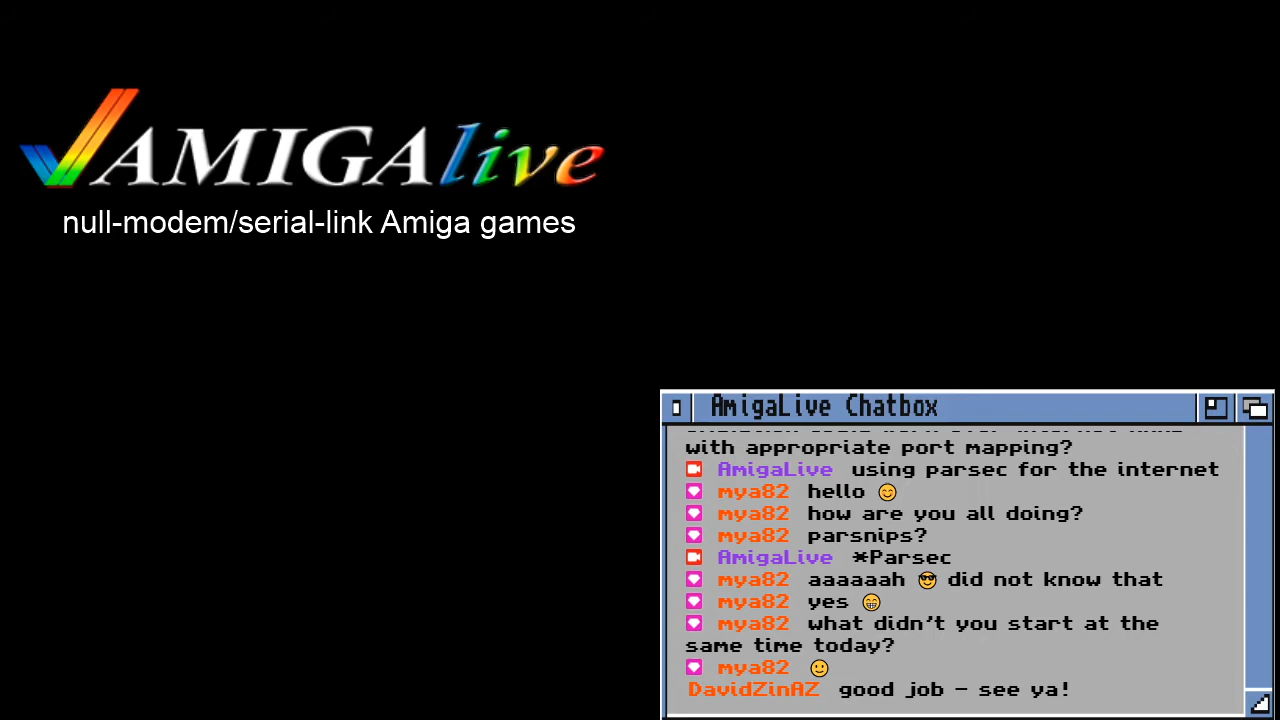 AMIGAlive
null-modem/serial-link Amiga games
AmigaLive Chatbox
with appropriate port mapping?
AmigaLive using parsec for the internet
mya82 hello 😊
mya82 how are you all doing?
mya82 parsnips?
AmigaLive *Parsec
mya82 aaaaaah 😎 did not know that
mya82 yes 😁
mya82 what didn't you start at the
same time today?
mya82 🙂
DavidZinAZ good job - see ya!